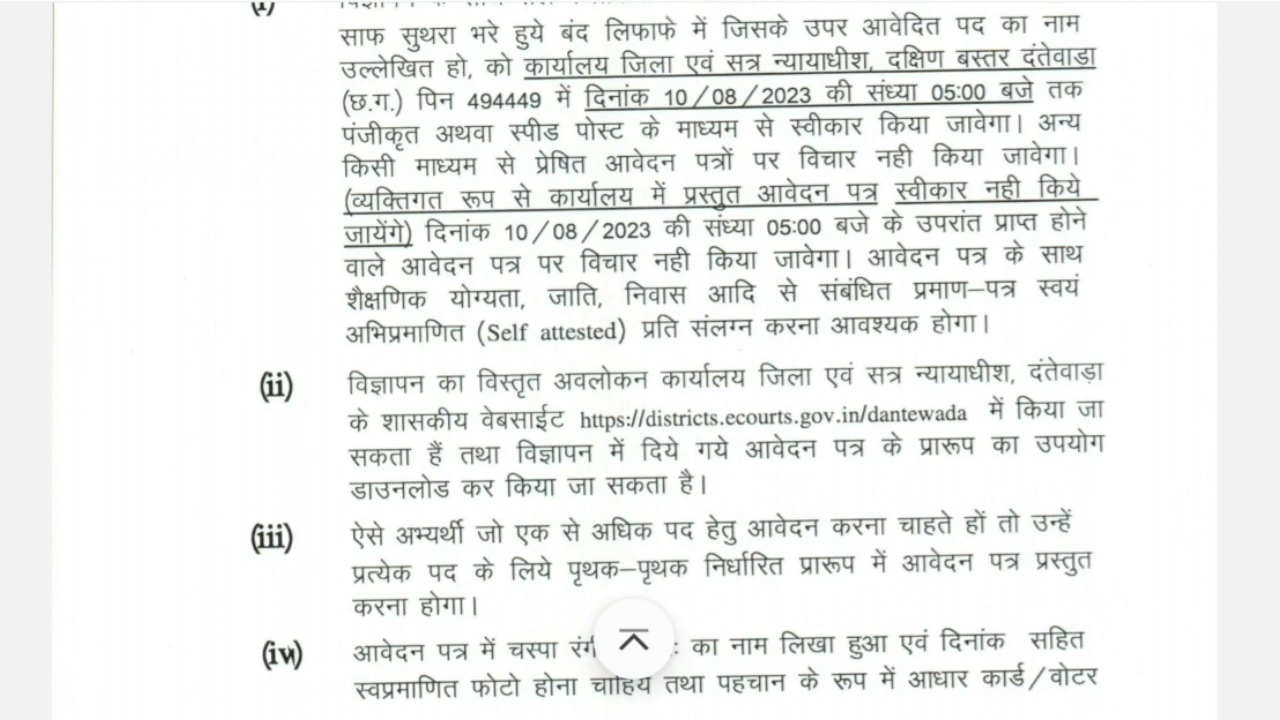 (i)
साफ सुथरा भरे हुये बंद लिफाफे में जिसके उपर आवेदित पद का नाम
उल्लेखित हो, को कार्यालय जिला एवं सत्र न्यायाधीश, दक्षिण बस्तर दंतेवाड़ा
(छ.ग.) पिन 494449 में दिनांक 10/08/2023 की संध्या 05:00 बजे तक
पंजीकृत अथवा स्पीड पोस्ट के माध्यम से स्वीकार किया जावेगा। अन्य
किसी माध्यम से प्रेषित आवेदन पत्रों पर विचार नही किया जावेगा।
(व्यक्तिगत रूप से कार्यालय में प्रस्तुत आवेदन पत्र स्वीकार नही किये
जायेंगे) दिनांक 10/08/2023 की संध्या 05:00 बजे के उपरांत प्राप्त होने
वाले आवेदन पत्र पर विचार नही किया जावेगा। आवेदन पत्र के साथ
शैक्षणिक योग्यता, जाति, निवास आदि से संबंधित प्रमाण–पत्र स्वयं
अभिप्रमाणित (Self attested) प्रति संलग्न करना आवश्यक होगा।
(ii) विज्ञापन का विस्तृत अवलोकन कार्यालय जिला एवं सत्र न्यायाधीश, दंतेवाड़ा
के शासकीय वेबसाईट https://districts.ecourts.gov.in/dantewada में किया जा
सकता हैं तथा विज्ञापन में दिये गये आवेदन पत्र के प्रारूप का उपयोग
डाउनलोड कर किया जा सकता है।
(iii) ऐसे अभ्यर्थी जो एक से अधिक पद हेतु आवेदन करना चाहते हों तो उन्हें
प्रत्येक पद के लिये पृथक–पृथक निर्धारित प्रारूप में आवेदन पत्र प्रस्तुत
करना होगा।
(iv) आवेदन पत्र में चस्पा का नाम लिखा हुआ एवं दिनांक सहित
स्वप्रमाणित फोटो होना चाहिये तथा पहचान के रूप में आधार कार्ड/वोटर